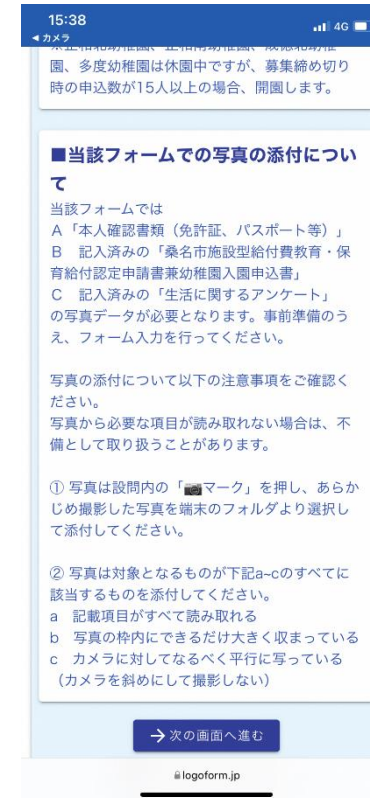 15:38
4G
◀ カメラ
園、多度幼稚園は休園中ですが、募集締め切り
時の申込数が15人以上の場合、開園します。
■当該フォームでの写真の添付につい
て
当該フォームでは
A「本人確認書類（免許証、パスポート等）」
B　記入済みの「桑名市施設型給付費教育・保
育給付認定申請書兼幼稚園入園申込書」
C　記入済みの「生活に関するアンケート」
の写真データが必要となります。事前準備のう
え、フォーム入力を行ってください。
写真の添付について以下の注意事項をご確認く
ださい。
写真から必要な項目が読み取れない場合は、不
備として取り扱うことがあります。
① 写真は設問内の「📷マーク」を押し、あらか
じめ撮影した写真を端末のフォルダより選択し
て添付してください。
② 写真は対象となるものが下記a~cのすべてに
該当するものを添付してください。
a　記載項目がすべて読み取れる
b　写真の枠内にできるだけ大きく収まっている
c　カメラに対してなるべく平行に写っている
（カメラを斜めにして撮影しない）
→次の画面へ進む
logoform.jp